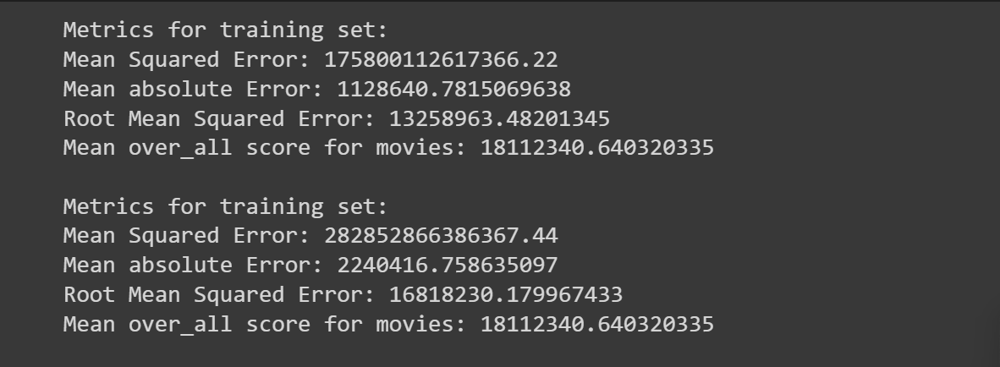 Metrics for training set:
Mean Squared Error: 175800112617366.22
Mean absolute Error: 1128640.7815069638
Root Mean Squared Error: 13258963.48201345
Mean over_all score for movies: 18112340.640320335
Metrics for training set:
Mean Squared Error: 282852866386367.44
Mean absolute Error: 2240416.758635097
Root Mean Squared Error: 16818230.179967433
Mean over_all score for movies: 18112340.640320335